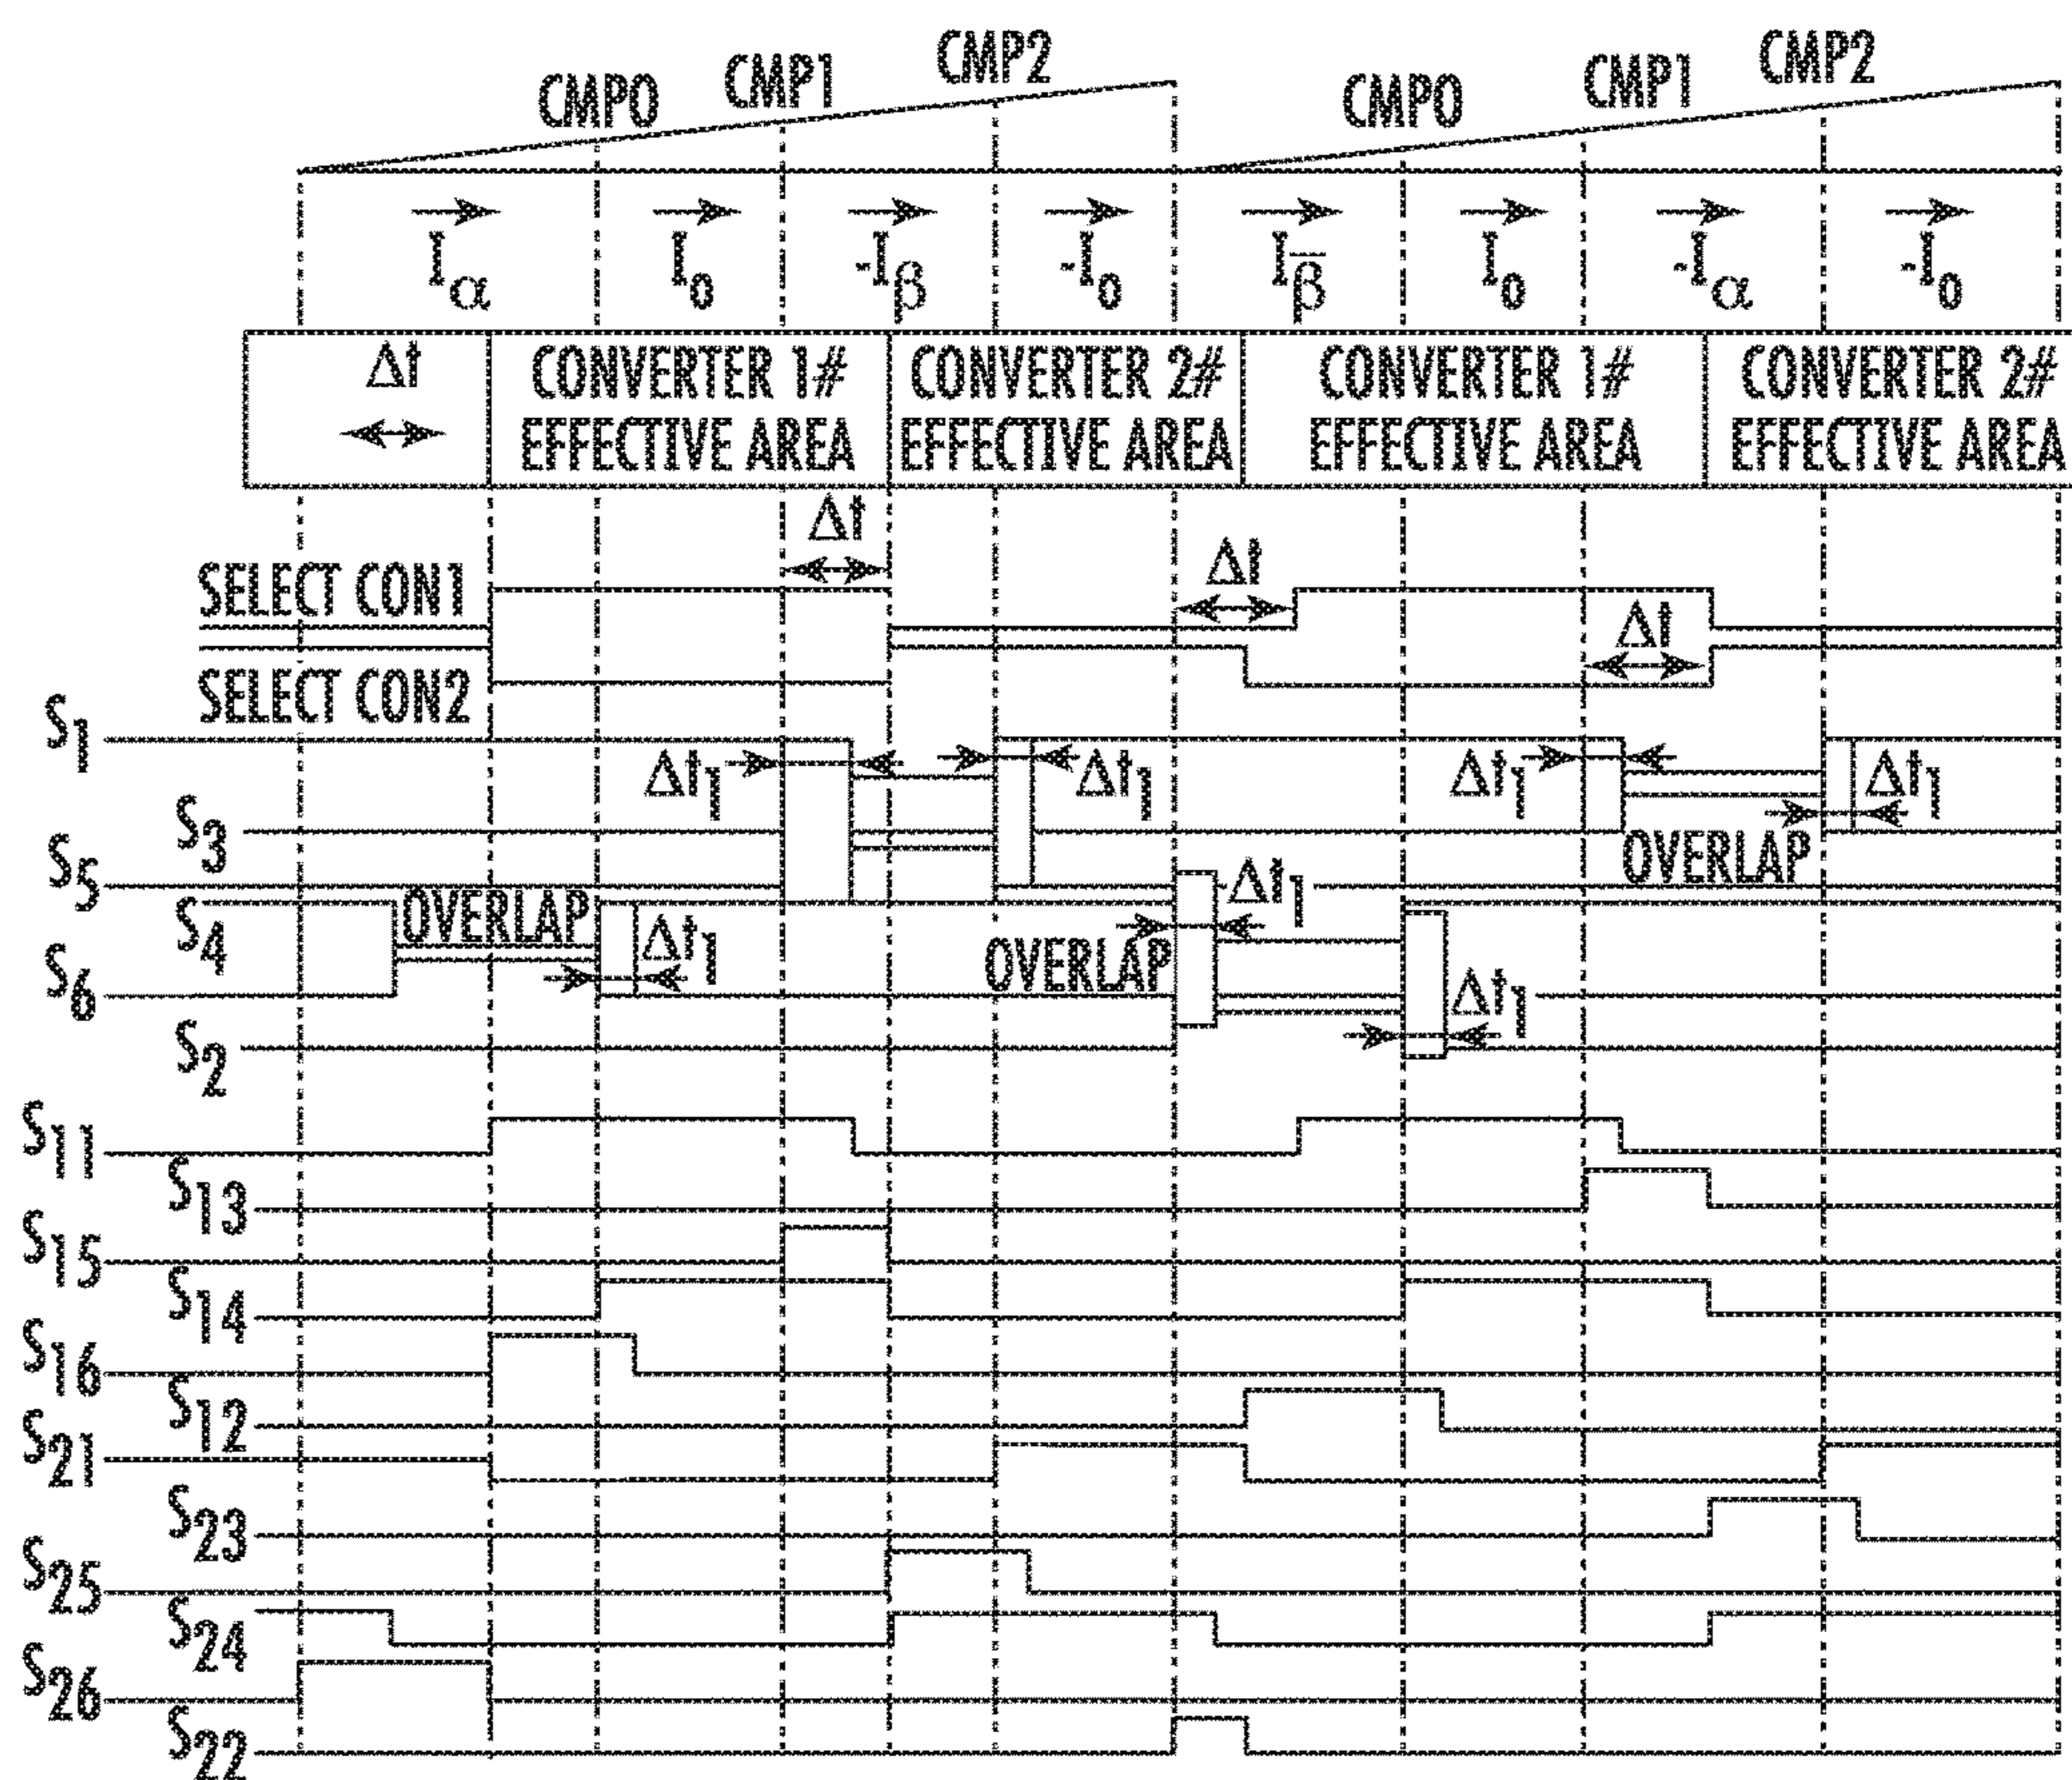 CMP0 CMP1 CMP2 CMP0 CMP1 CMP2
Iα I0 -Iβ -I0 Iβ̅ I0 -Iα -I0
Δt CONVERTER 1# EFFECTIVE AREA CONVERTER 2# EFFECTIVE AREA CONVERTER 1# EFFECTIVE AREA CONVERTER 2# EFFECTIVE AREA
Δt
Δt
SELECT CON1
Δt
SELECT CON2
S1
Δt1 Δt1 Δt1 Δt1
S3
OVERLAP
S5
Δt1
S4
OVERLAP Δt1
OVERLAP
S6
Δt1
S2
S11
S13
S15
S14
S16
S12
S21
S23
S25
S24
S26
S22